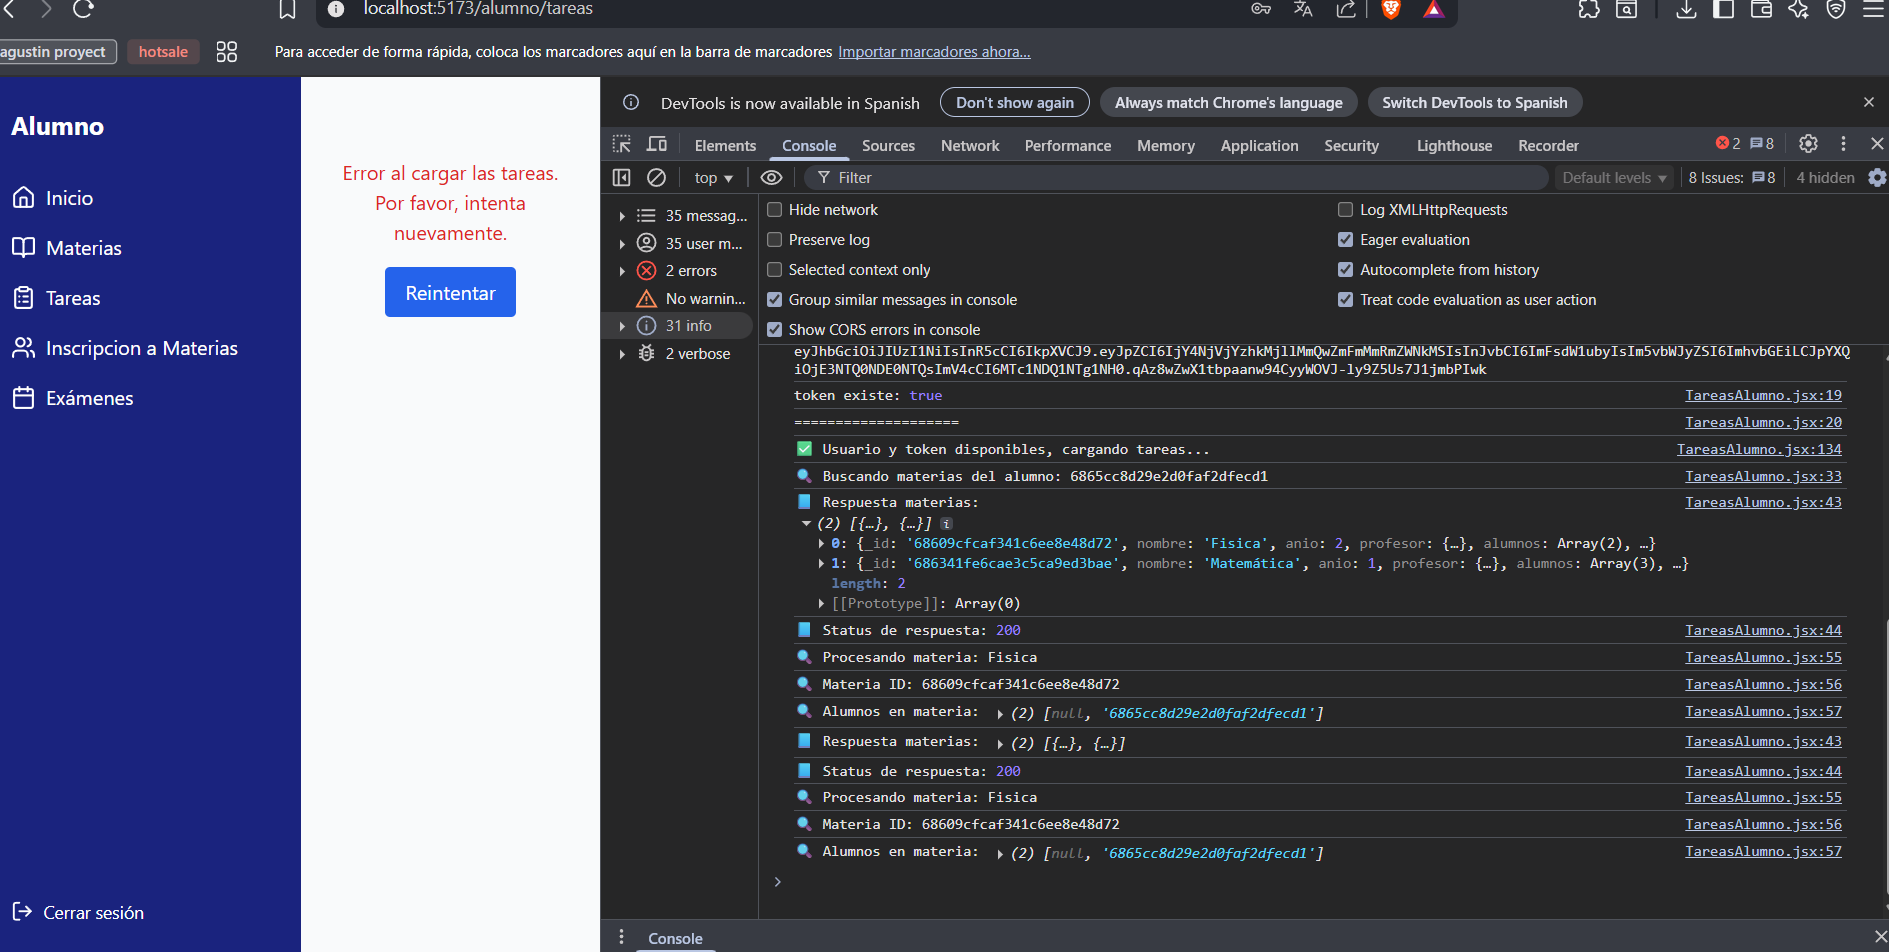 localhost:5173/alumno/tareas
agustin proyect
hotsale
Para acceder de forma rápida, coloca los marcadores aquí en la barra de marcadores Importar marcadores ahora...
Alumno
Inicio
Materias
Tareas
Inscripcion a Materias
Exámenes
Cerrar sesión
Error al cargar las tareas.
Por favor, intenta
nuevamente.
Reintentar
DevTools is now available in Spanish Don't show again Always match Chrome's language Switch DevTools to Spanish
Elements Console Sources Network Performance Memory Application Security Lighthouse Recorder 2 8
top Filter Default levels 8 Issues: 8 4 hidden
35 messag...
35 user m...
2 errors
No warnin...
31 info
2 verbose
Hide network Log XMLHttpRequests
Preserve log Eager evaluation
Selected context only Autocomplete from history
Group similar messages in console Treat code evaluation as user action
Show CORS errors in console
token existe: true TareasAlumno.jsx:19
==================== TareasAlumno.jsx:20
✅ Usuario y token disponibles, cargando tareas... TareasAlumno.jsx:134
🔍 Buscando materias del alumno: 6865cc8d29e2d0faf2dfecd1 TareasAlumno.jsx:33
📘 Respuesta materias: TareasAlumno.jsx:43
(2) [{…}, {…}] i
0: {_id: '68609cfcaf341c6ee8e48d72', nombre: 'Fisica', anio: 2, profesor: {…}, alumnos: Array(2), …}
1: {_id: '686341fe6cae3c5ca9ed3bae', nombre: 'Matemática', anio: 1, profesor: {…}, alumnos: Array(3), …}
length: 2
[[Prototype]]: Array(0)
📘 Status de respuesta: 200 TareasAlumno.jsx:44
🔍 Procesando materia: Fisica TareasAlumno.jsx:55
🔍 Materia ID: 68609cfcaf341c6ee8e48d72 TareasAlumno.jsx:56
🔍 Alumnos en materia: (2) [null, '6865cc8d29e2d0faf2dfecd1'] TareasAlumno.jsx:57
📘 Respuesta materias: (2) [{…}, {…}] TareasAlumno.jsx:43
📘 Status de respuesta: 200 TareasAlumno.jsx:44
🔍 Procesando materia: Fisica TareasAlumno.jsx:55
🔍 Materia ID: 68609cfcaf341c6ee8e48d72 TareasAlumno.jsx:56
🔍 Alumnos en materia: (2) [null, '6865cc8d29e2d0faf2dfecd1'] TareasAlumno.jsx:57
Console